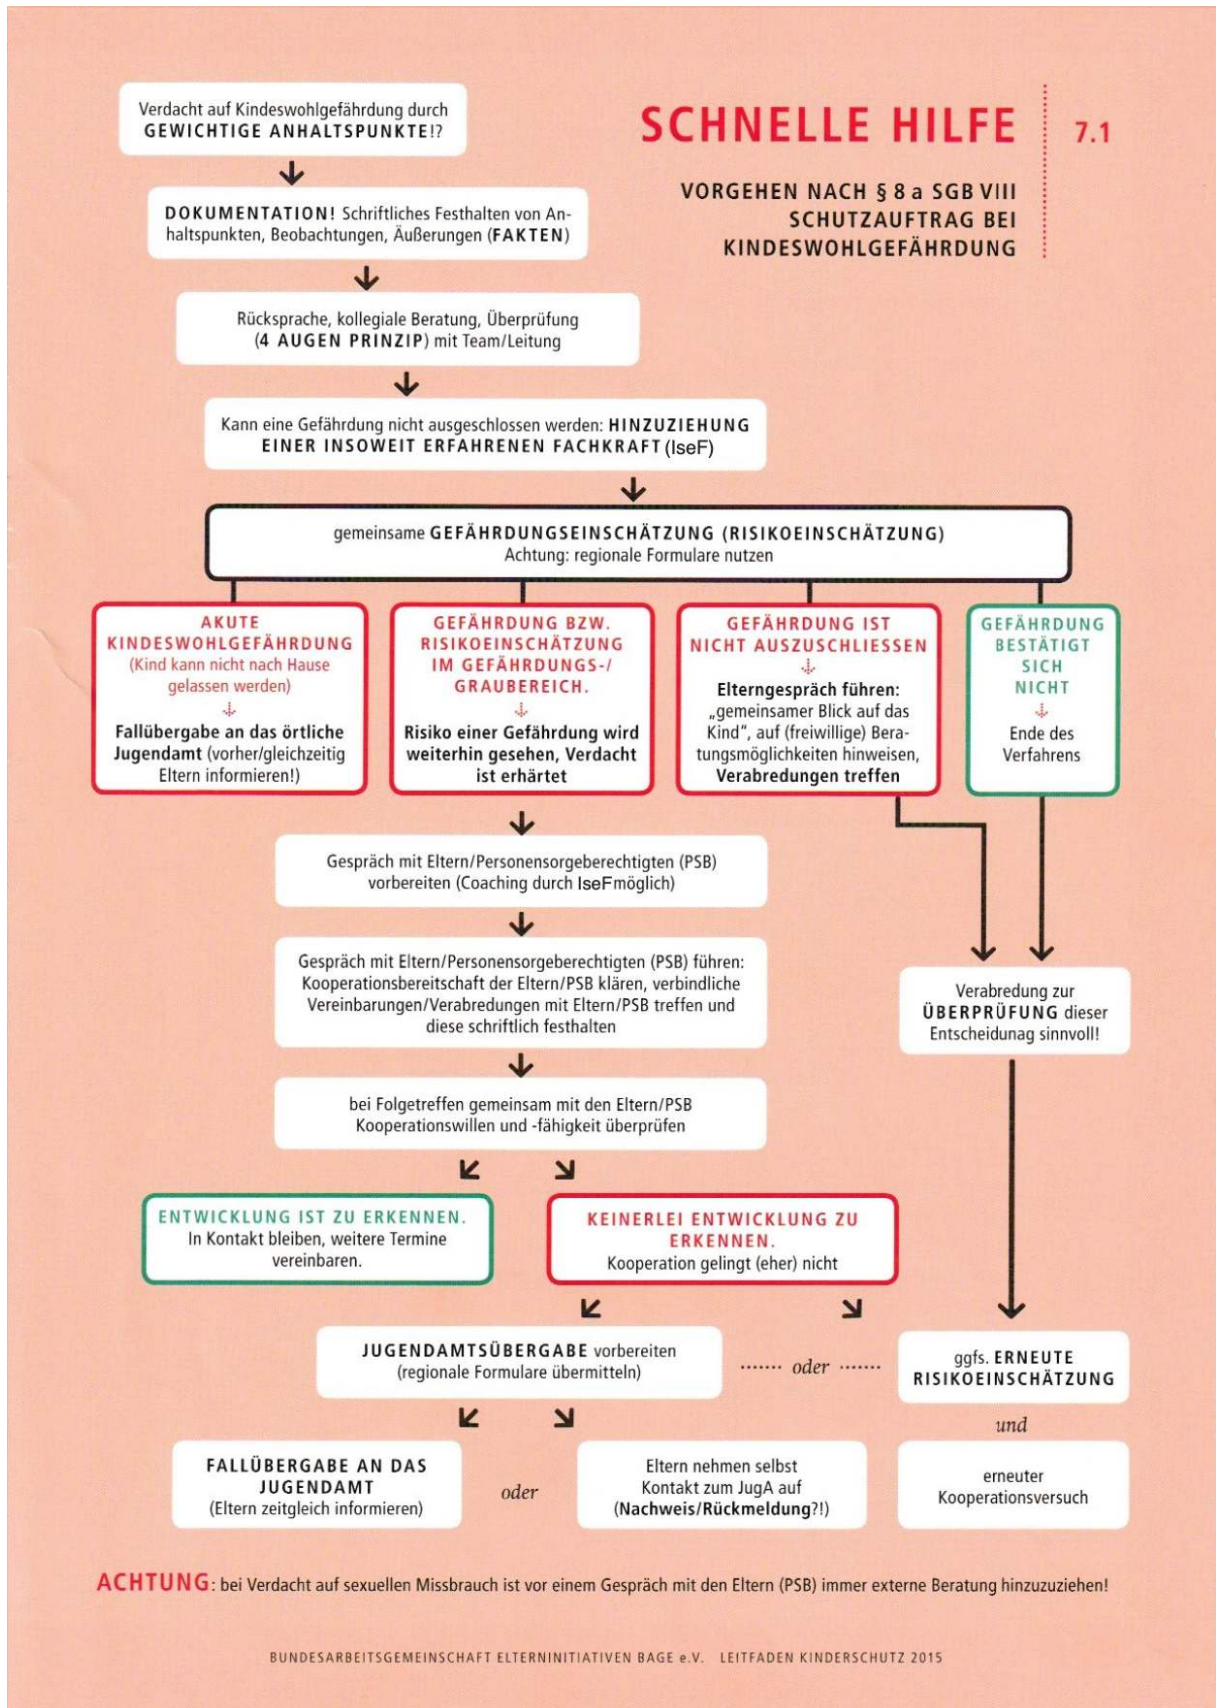 SCHNELLE HILFE
7.1
VORGEHEN NACH § 8 a SGB VIII
SCHUTZAUFTRAG BEI
KINDESWOHLGEFÄHRDUNG
Verdacht auf Kindeswohlgefährdung durch
GEWICHTIGE ANHALTSPUNKTE!?
DOKUMENTATION! Schriftliches Festhalten von An-
haltspunkten, Beobachtungen, Äußerungen (FAKTEN)
Rücksprache, kollegiale Beratung, Überprüfung
(4 AUGEN PRINZIP) mit Team/Leitung
Kann eine Gefährdung nicht ausgeschlossen werden: HINZUZIEHUNG
EINER INSOWEIT ERFAHRENEN FACHKRAFT (IseF)
gemeinsame GEFÄHRDUNGSEINSCHÄTZUNG (RISIKOEINSCHÄTZUNG)
Achtung: regionale Formulare nutzen
AKUTE
KINDESWOHLGEFÄHRDUNG
(Kind kann nicht nach Hause
gelassen werden)
Fallübergabe an das örtliche
Jugendamt (vorher/gleichzeitig
Eltern informieren!)
GEFÄHRDUNG BZW.
RISIKOEINSCHÄTZUNG
IM GEFÄHRDUNGS-/
GRAUBEREICH.
Risiko einer Gefährdung wird
weiterhin gesehen, Verdacht
ist erhärtet
GEFÄHRDUNG IST
NICHT AUSZUSCHLIESSEN
Elterngespräch führen:
„gemeinsamer Blick auf das
Kind“, auf (freiwillige) Bera-
tungsmöglichkeiten hinweisen,
Verabredungen treffen
GEFÄHRDUNG
BESTÄTIGT
SICH
NICHT
Ende des
Verfahrens
Gespräch mit Eltern/Personensorgeberechtigten (PSB)
vorbereiten (Coaching durch IseFmöglich)
Gespräch mit Eltern/Personensorgeberechtigten (PSB) führen:
Kooperationsbereitschaft der Eltern/PSB klären, verbindliche
Vereinbarungen/Verabredungen mit Eltern/PSB treffen und
diese schriftlich festhalten
Verabredung zur
ÜBERPRÜFUNG dieser
Entscheidunag sinnvoll!
bei Folgetreffen gemeinsam mit den Eltern/PSB
Kooperationswillen und -fähigkeit überprüfen
ENTWICKLUNG IST ZU ERKENNEN.
In Kontakt bleiben, weitere Termine
vereinbaren.
KEINERLEI ENTWICKLUNG ZU
ERKENNEN.
Kooperation gelingt (eher) nicht
JUGENDAMTSÜBERGABE vorbereiten
(regionale Formulare übermitteln)
....... oder .......
ggfs. ERNEUTE
RISIKOEINSCHÄTZUNG
und
FALLÜBERGABE AN DAS
JUGENDAMT
(Eltern zeitgleich informieren)
oder
Eltern nehmen selbst
Kontakt zum JugA auf
(Nachweis/Rückmeldung?!)
erneuter
Kooperationsversuch
ACHTUNG: bei Verdacht auf sexuellen Missbrauch ist vor einem Gespräch mit den Eltern (PSB) immer externe Beratung hinzuzuziehen!
BUNDESARBEITSGEMEINSCHAFT ELTERNINITIATIVEN BAGE e.V. LEITFADEN KINDERSCHUTZ 2015